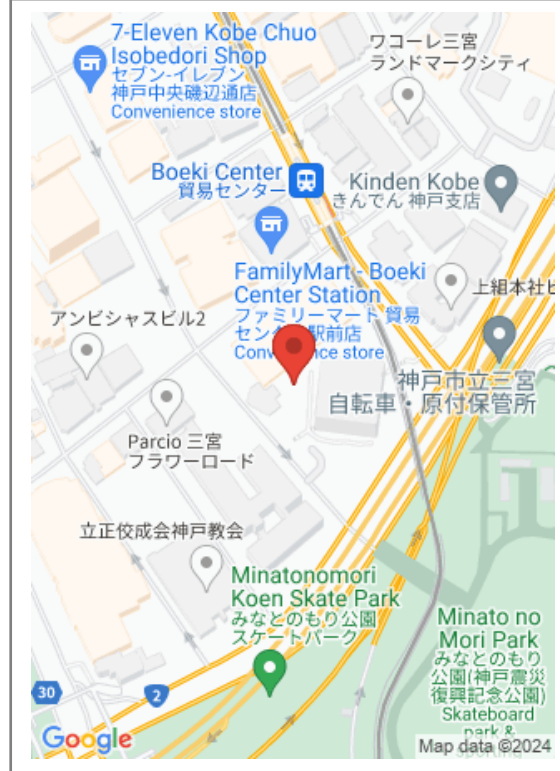 7-Eleven Kobe Chuo
Isobedori Shop
セブン-イレブン
神戸中央磯辺通店
Convenience store
ワコーレ三宮
ランドマークシティ
Boeki Center
貿易センター
Kinden Kobe
きんでん 神戸支店
FamilyMart - Boeki
Center Station
ファミリーマート 貿易
セン 駅前店
store
上組本社ビ
アンビシャスビル2
神戸市立三宮
自転車・原付保管所
Parcio 三宮
フラワーロード
立正佼成会神戸教会
Minatonomori
Koen Skate Park
みなとのもり公園
スケートパーク
Minato no
Mori Park
みなとのもり
公園(神戸震災
復興記念公園)
Skateboard
park &
30
2
Google
Map data ©2024